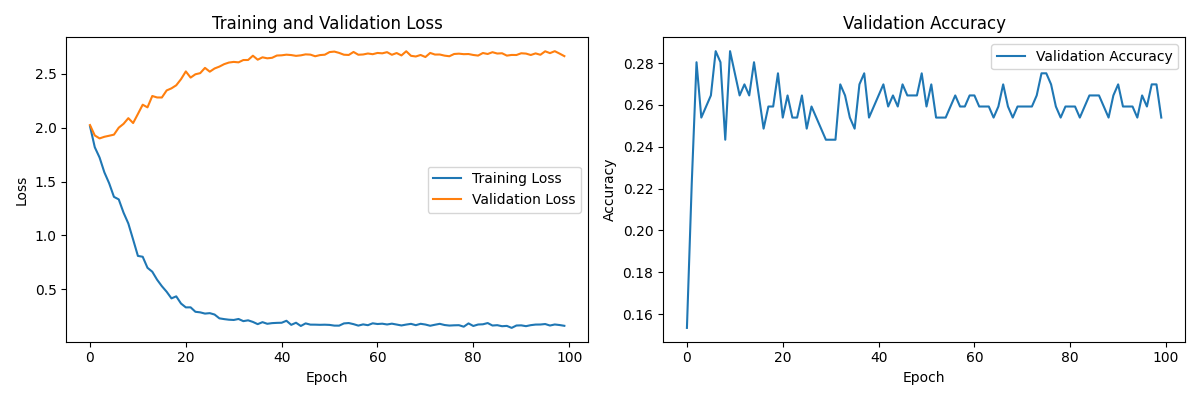 Training and Validation Loss
Loss
2.5
2.0
1.5
1.0
0.5
0 20 40 60 80 100
Epoch
Training Loss
Validation Loss
Validation Accuracy
Accuracy
0.28
0.26
0.24
0.22
0.20
0.18
0.16
0 20 40 60 80 100
Epoch
Validation Accuracy